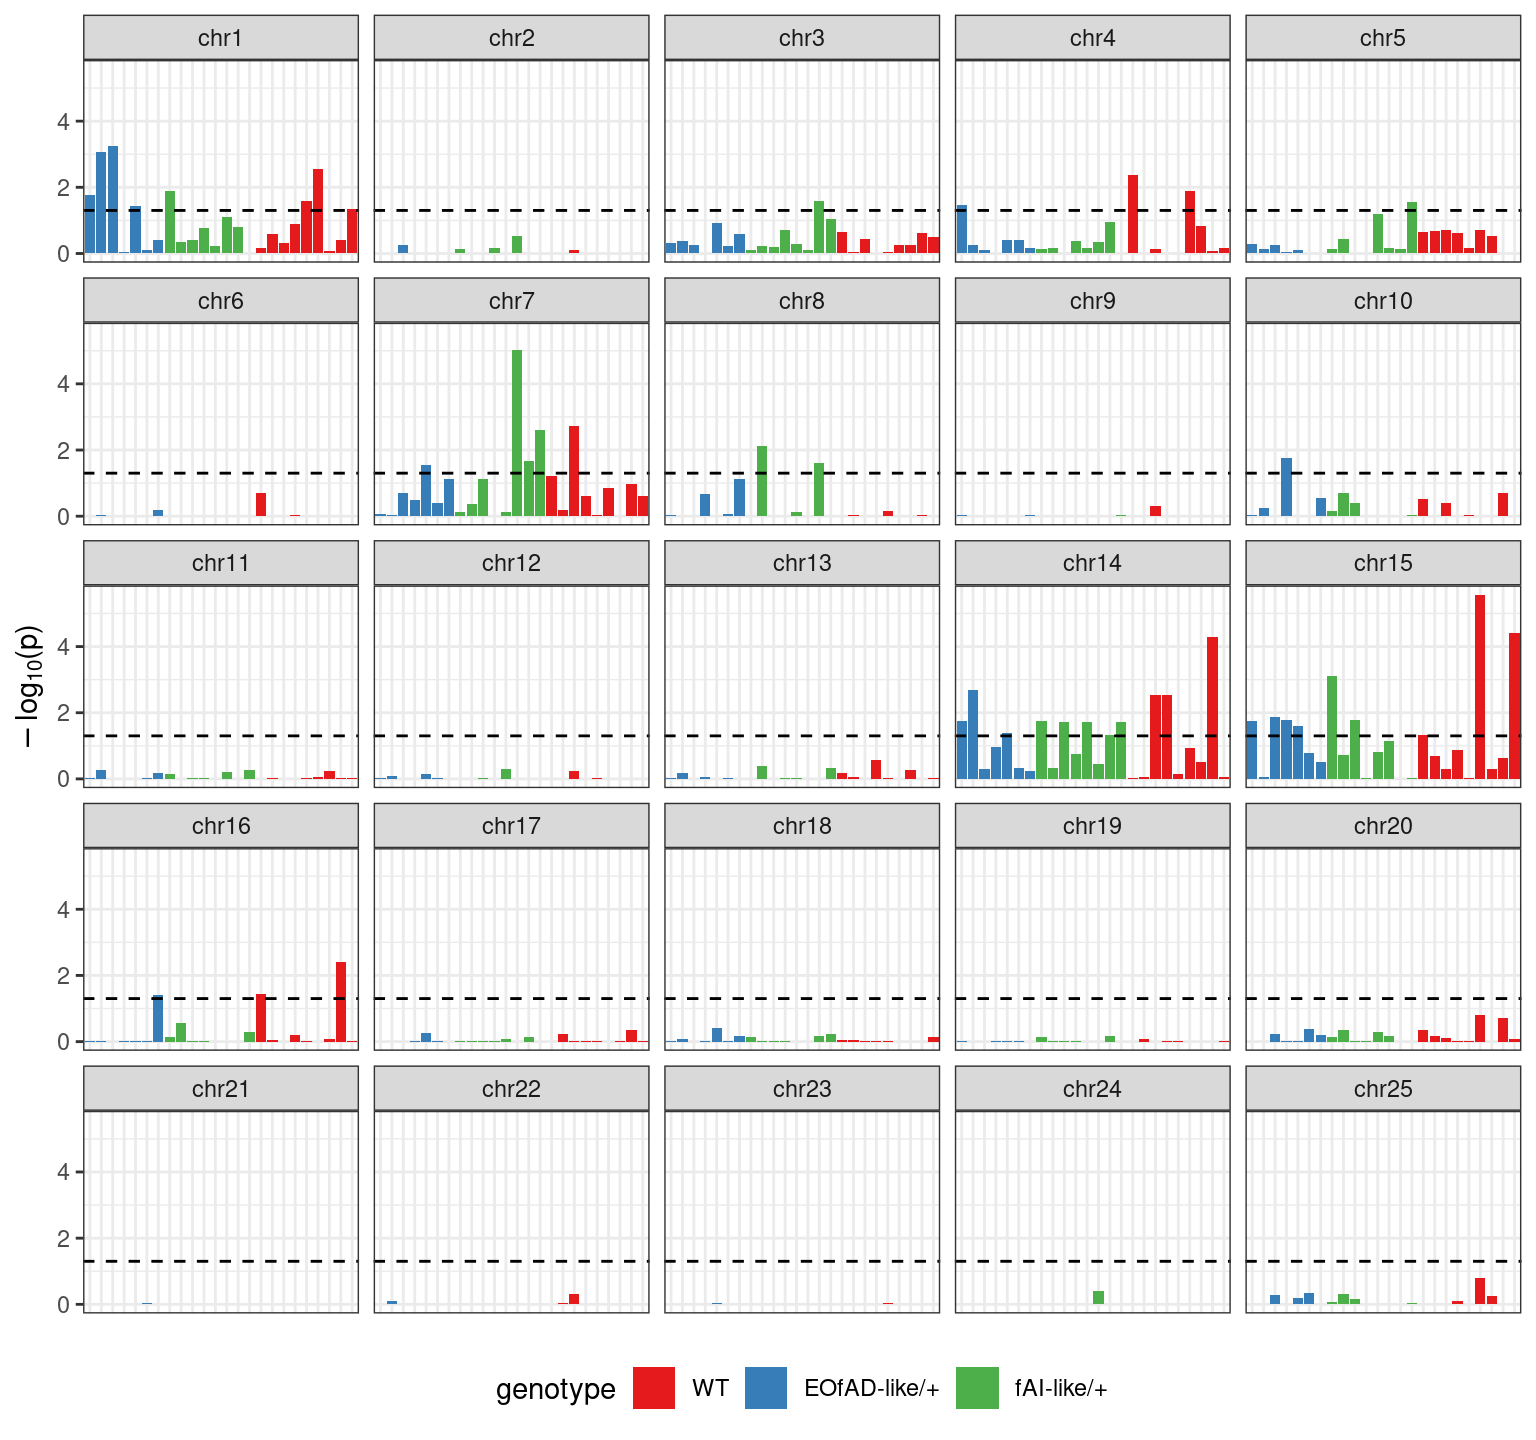 chr1 chr2 chr3 chr4 chr5
4
2
0
chr6 chr7 chr8 chr9 chr10
4
2
0
chr11 chr12 chr13 chr14 chr15
4
2
0
chr16 chr17 chr18 chr19 chr20
4
2
0
chr21 chr22 chr23 chr24 chr25
4
2
0
− log10(p)
genotype WT EOfAD-like/+ fAI-like/+